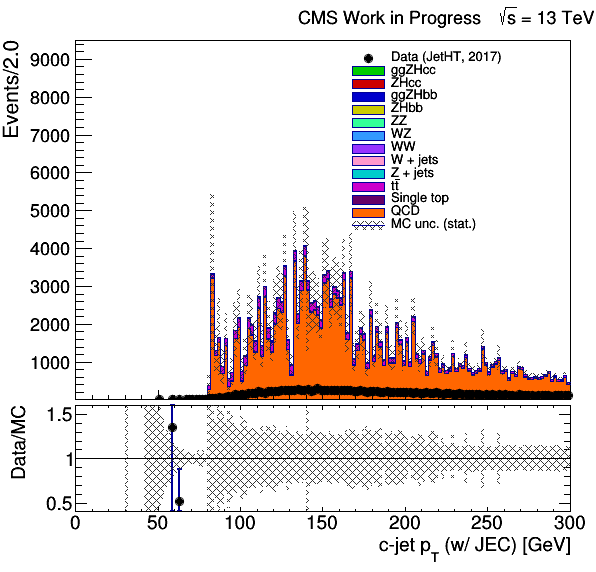 CMS Work in Progress √s = 13 TeV
Events/2.0
9000
8000
7000
6000
5000
4000
3000
2000
1000
Data (JetHT, 2017)
ggZHcc
ZHcc
ggZHbb
ZHbb
ZZ
WZ
WW
W + jets
Z + jets
tt̄
Single top
QCD
MC unc. (stat.)
Data/MC
1.5
1
0.5
0 50 100 150 200 250 300
c-jet p_T (w/ JEC) [GeV]